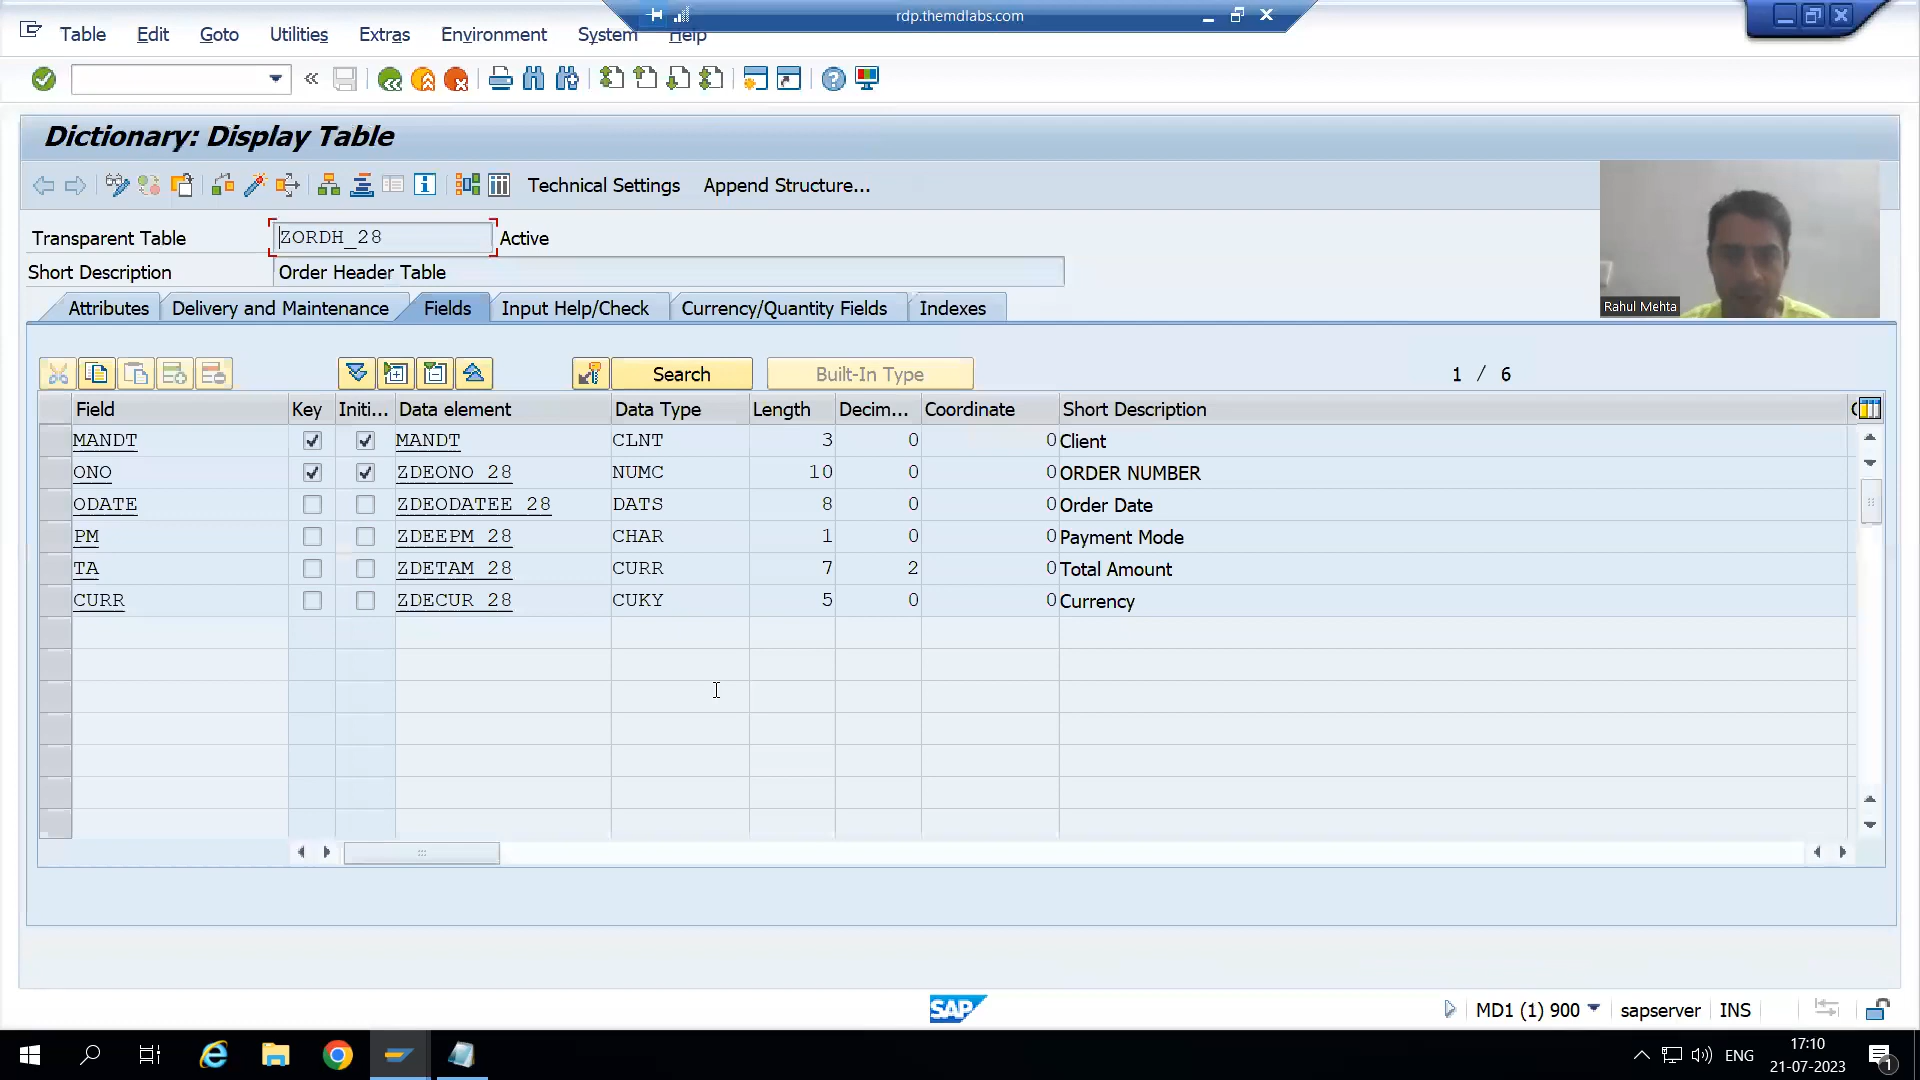 rdp.themdlabs.com
Table Edit Goto Utilities Extras Environment System Help
Dictionary: Display Table
Technical Settings Append Structure...
Transparent Table ZORDH_28 Active
Short Description Order Header Table
Attributes Delivery and Maintenance Fields Input Help/Check Currency/Quantity Fields Indexes
Rahul Mehta
Search Built-In Type 1 / 6
Field Key Initi... Data element Data Type Length Decim... Coordinate Short Description
MANDT MANDT CLNT 3 0 0 Client
ONO ZDEONO_28 NUMC 10 0 0 ORDER NUMBER
ODATE ZDEODATEE_28 DATS 8 0 0 Order Date
PM ZDEEPM_28 CHAR 1 0 0 Payment Mode
TA ZDETAM_28 CURR 7 2 0 Total Amount
CURR ZDECUR_28 CUKY 5 0 0 Currency
SAP
MD1 (1) 900 sapserver INS
ENG 17:10
21-07-2023
1